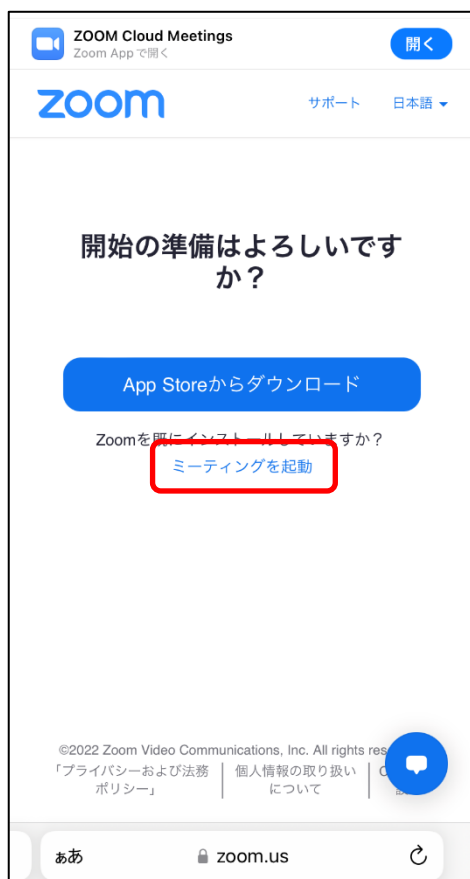 ZOOM Cloud Meetings
Zoom App で開く
開く
zoom
サポート
日本語
開始の準備はよろしいです
か？
App Storeからダウンロード
Zoomを既にインストールしていますか？
ミーティングを起動
©2022 Zoom Video Communications, Inc. All rights
「プライバシーおよび法務
ポリシー」
個人情報の取り扱い
について
ぁあ
zoom.us